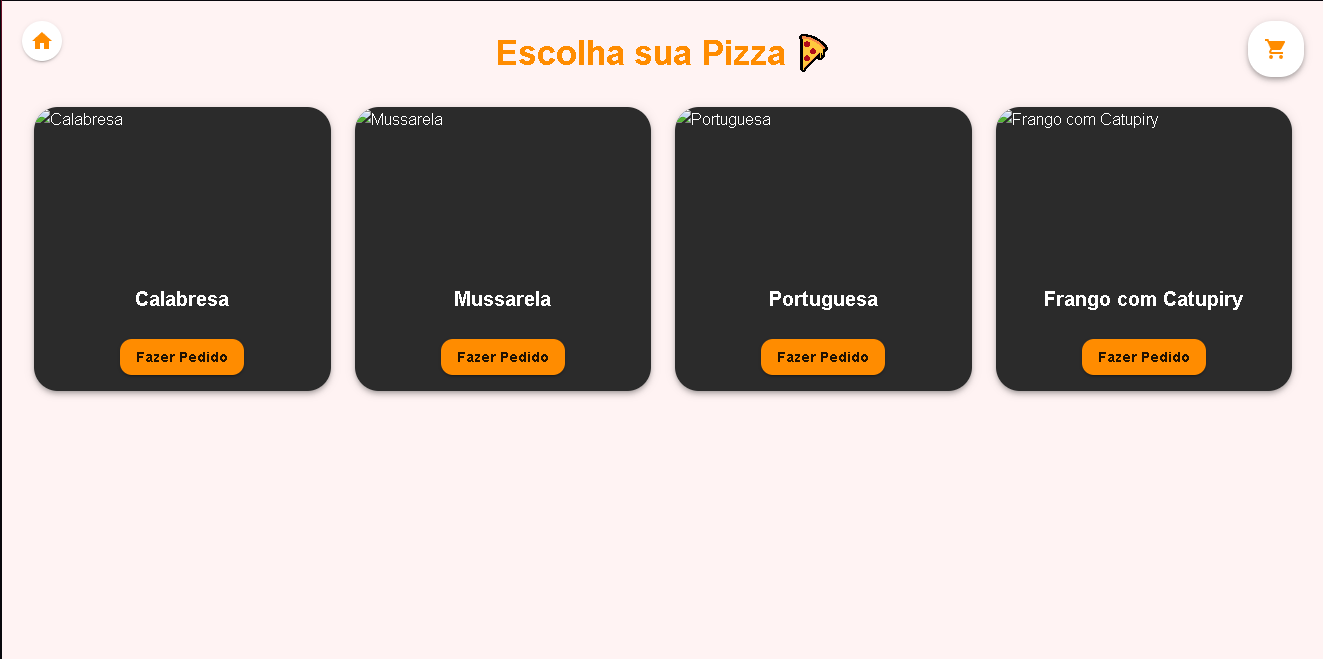 Escolha sua Pizza 🍕
Calabresa
Mussarela
Portuguesa
Frango com Catupiry
Calabresa
Mussarela
Portuguesa
Frango com Catupiry
Fazer Pedido
Fazer Pedido
Fazer Pedido
Fazer Pedido